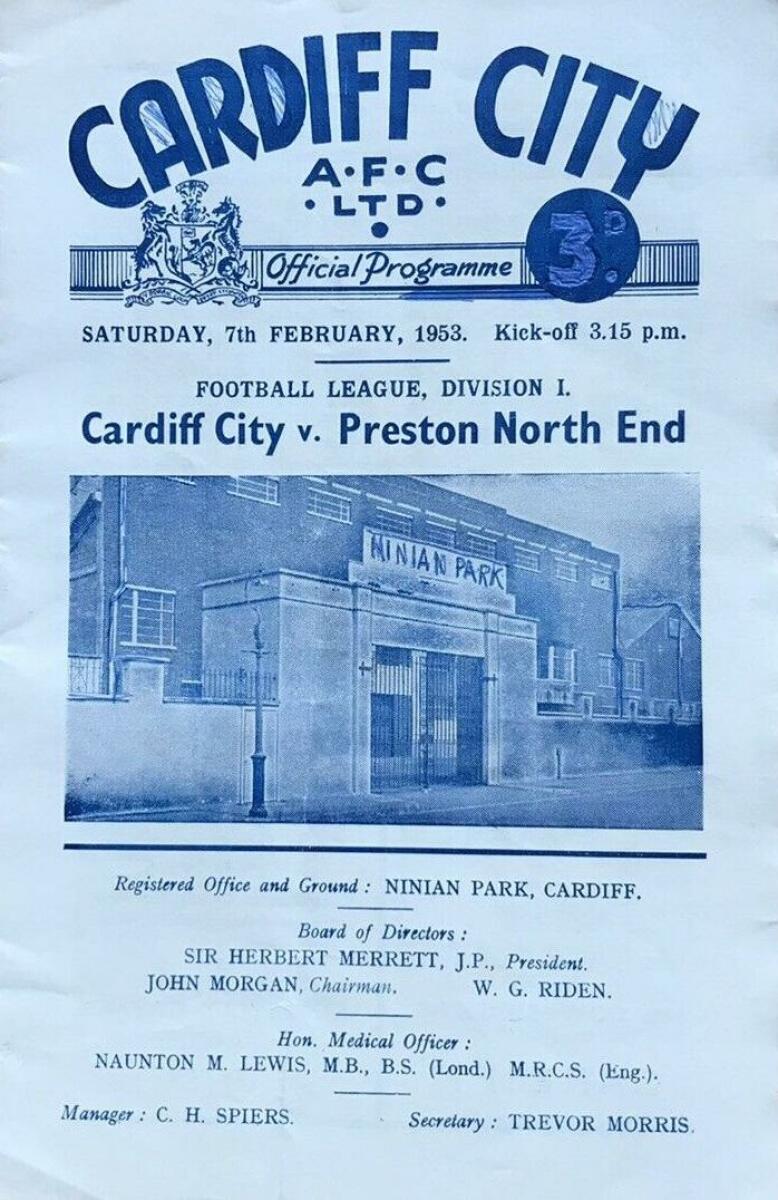 CARDIFF CITY
A·F·C
·LTD·
Official Programme
3D.
SATURDAY, 7th FEBRUARY, 1953. Kick-off 3.15 p.m.
FOOTBALL LEAGUE, DIVISION I.
Cardiff City v. Preston North End
NINIAN PARK
Registered Office and Ground : NINIAN PARK, CARDIFF.
Board of Directors :
SIR HERBERT MERRETT, J.P., President.
JOHN MORGAN, Chairman. W. G. RIDEN.
Hon. Medical Officer :
NAUNTON M. LEWIS, M.B., B.S. (Lond.) M.R.C.S. (Eng.).
Manager : C. H. SPIERS. Secretary : TREVOR MORRIS.